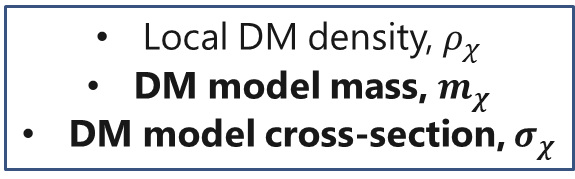 • Local DM density, ρχ
• DM model mass, mχ
• DM model cross-section, σχ